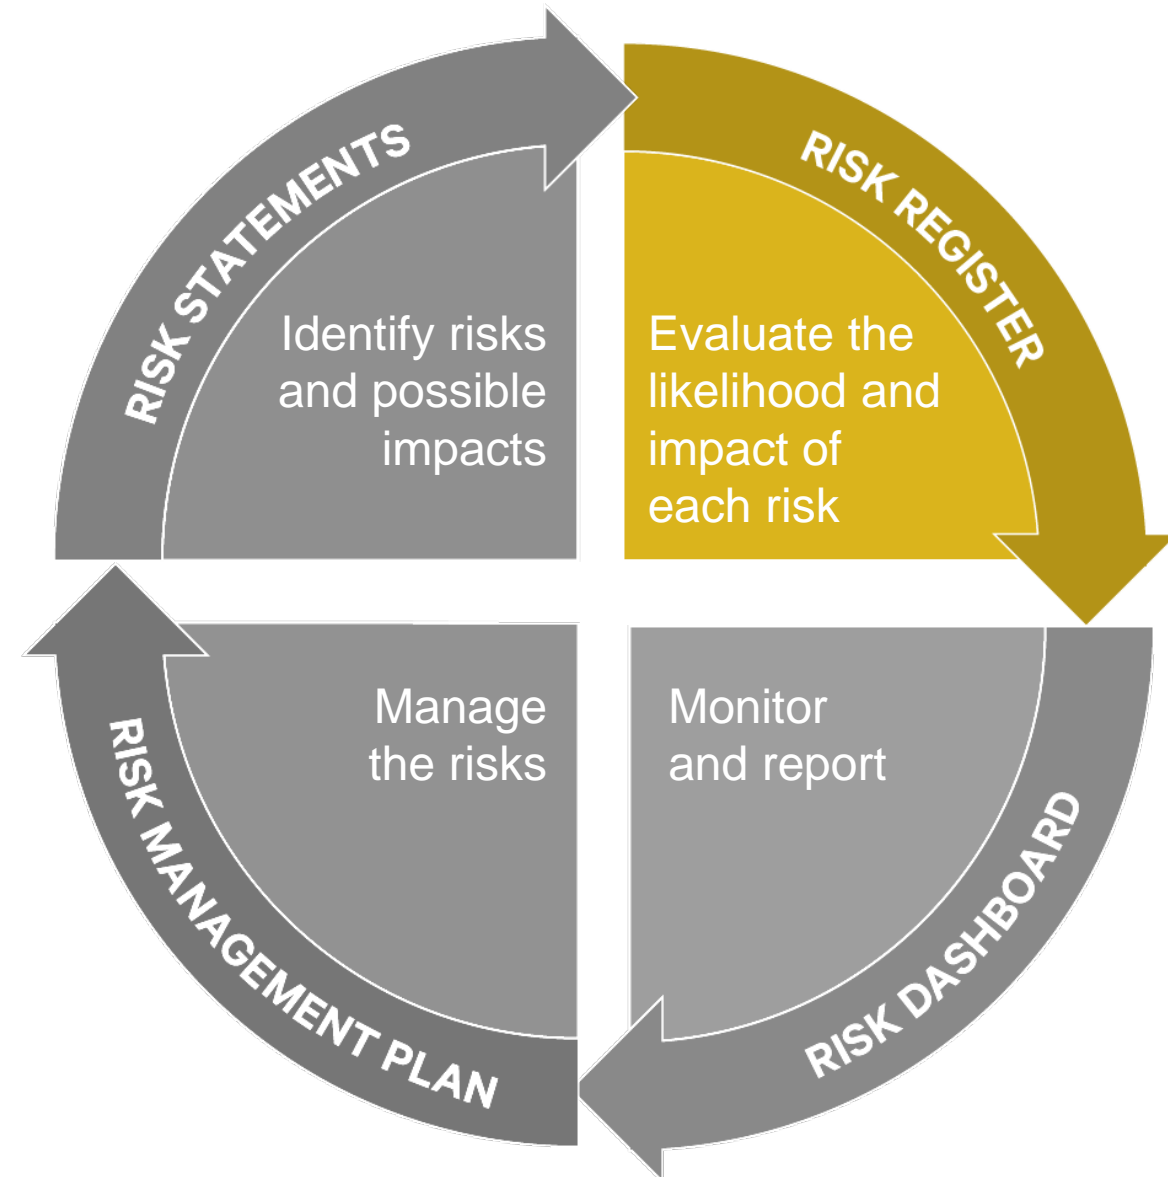 RISK STATEMENTS
Identify risks
and possible
impacts
RISK REGISTER
Evaluate the
likelihood and
impact of
each risk
RISK DASHBOARD
Monitor
and report
RISK MANAGEMENT PLAN
Manage
the risks